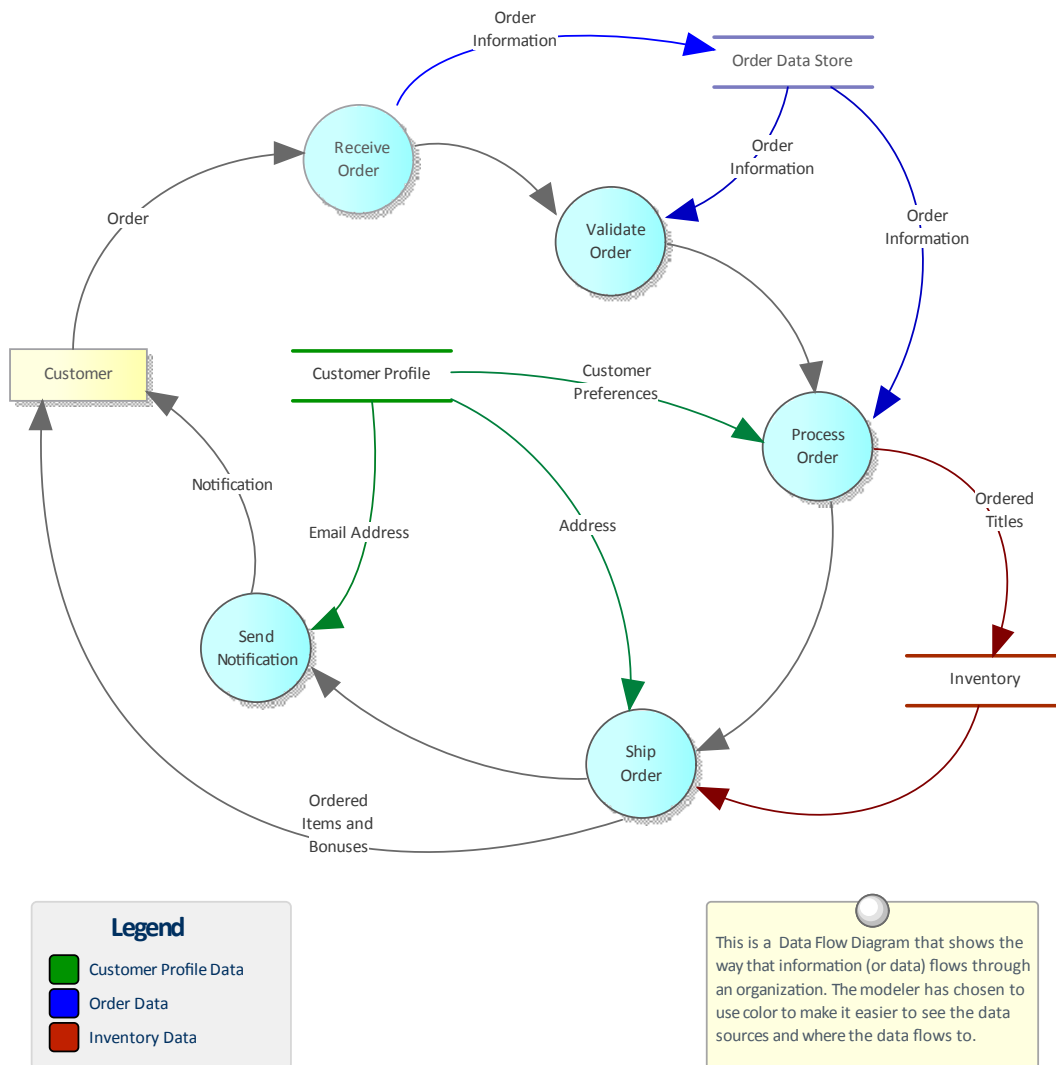 Order
Information
Order Data Store
Receive
Order
Order
Information
Order
Validate
Order
Order
Information
Customer
Customer Profile
Customer
Preferences
Process
Order
Notification
Email Address
Address
Ordered
Titles
Send
Notification
Inventory
Ship
Order
Ordered
Items and
Bonuses
Legend
Customer Profile Data
Order Data
Inventory Data
This is a Data Flow Diagram that shows the
way that information (or data) flows through
an organization. The modeler has chosen to
use color to make it easier to see the data
sources and where the data flows to.